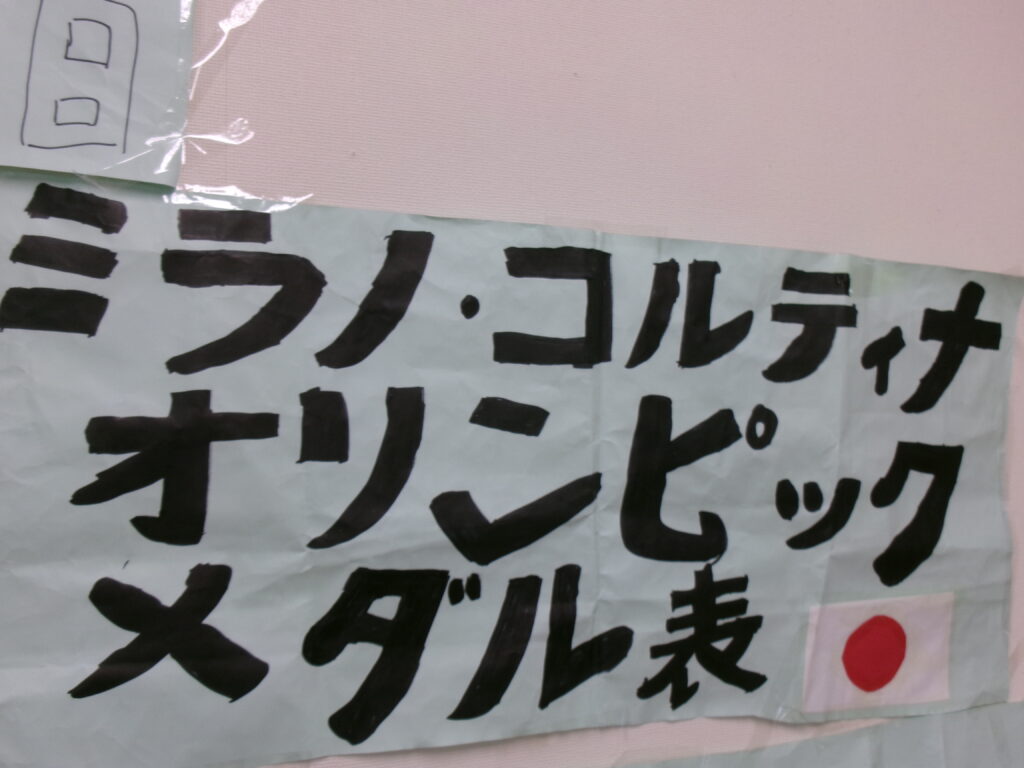 ミラノ・コルティナ
オリンピック
メダル表